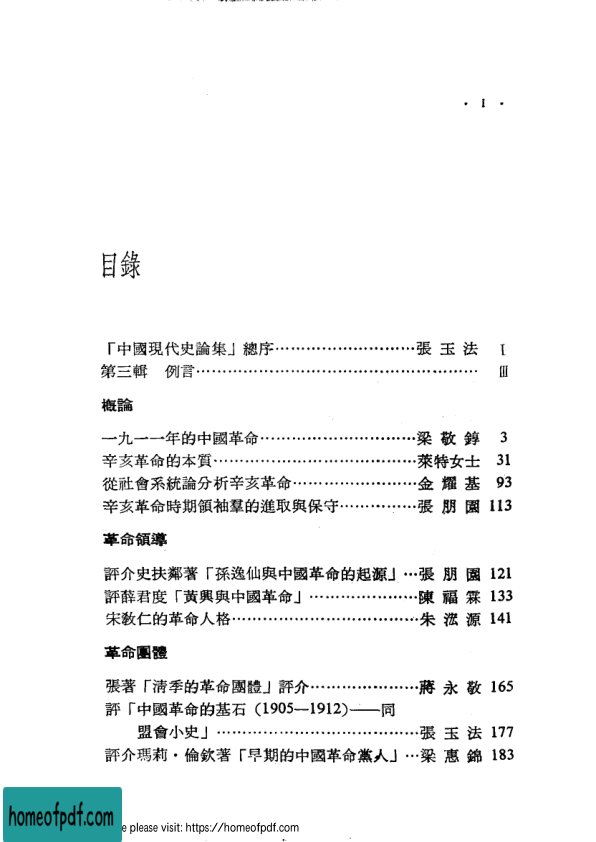 · I ·
目錄
「中國現代史論集」總序⋯⋯⋯⋯⋯⋯⋯⋯⋯張玉法 I
第三輯 例言⋯⋯⋯⋯⋯⋯⋯⋯⋯⋯⋯⋯⋯⋯ III
概論
一九一一年的中國革命⋯⋯⋯⋯⋯⋯⋯⋯⋯⋯梁敬錞 3
辛亥革命的本質⋯⋯⋯⋯⋯⋯⋯⋯⋯⋯⋯⋯萊特女士 31
從社會系統論分析辛亥革命⋯⋯⋯⋯⋯⋯⋯⋯金耀基 93
辛亥革命時期領袖羣的進取與保守⋯⋯⋯⋯⋯張朋園 113
革命領導
評介史扶鄰著「孫逸仙與中國革命的起源」⋯張朋園 121
評薛君度「黃興與中國革命」⋯⋯⋯⋯⋯⋯⋯陳福霖 133
宋教仁的革命人格⋯⋯⋯⋯⋯⋯⋯⋯⋯⋯⋯朱浤源 141
革命團體
張著「清季的革命團體」評介⋯⋯⋯⋯⋯⋯⋯蔣永敬 165
評「中國革命的基石（1905—1912）——同
盟會小史」⋯⋯⋯⋯⋯⋯⋯⋯⋯⋯⋯⋯⋯張玉法 177
評介瑪莉・倫欽著「早期的中國革命黨人」⋯梁惠錦 183
homeofpdf.com
e please visit: https://homeofpdf.com